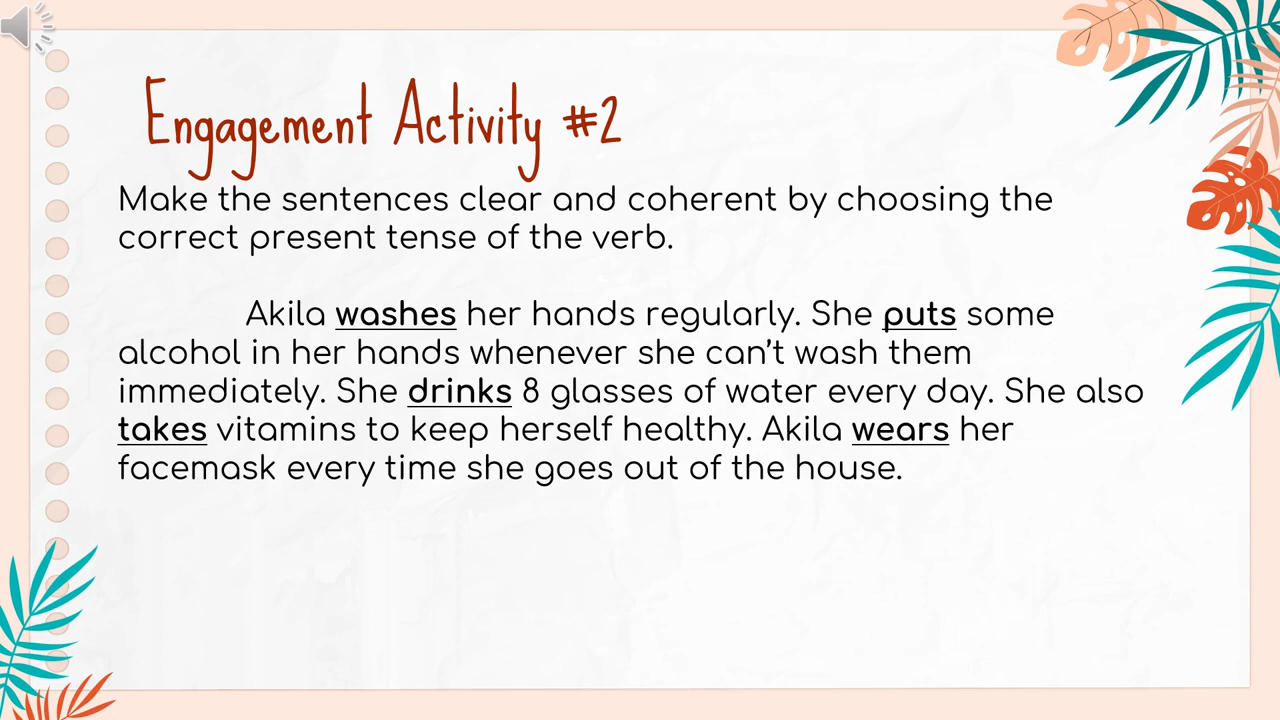 Engagement Activity #2
Make the sentences clear and coherent by choosing the
correct present tense of the verb.
Akila washes her hands regularly. She puts some
alcohol in her hands whenever she can’t wash them
immediately. She drinks 8 glasses of water every day. She also
takes vitamins to keep herself healthy. Akila wears her
facemask every time she goes out of the house.